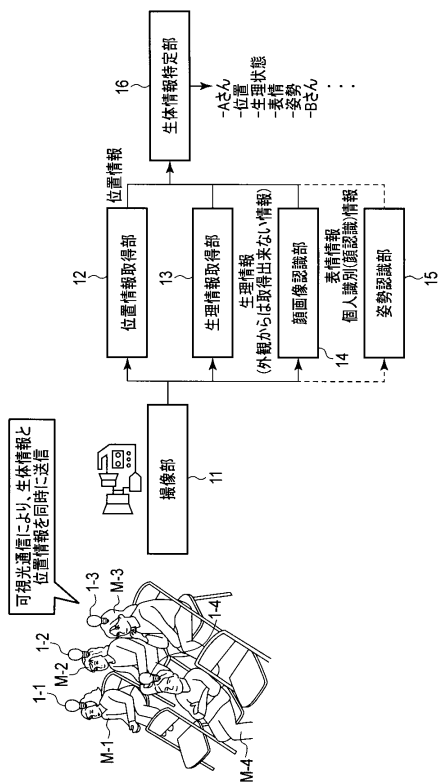 可視光通信により、生体情報と
位置情報を同時に送信
1-1
M-2
1-2
1-3
M-3
M-1
1-4
M-4
撮像部
11
12
位置情報取得部
位置情報
13
生理情報取得部
生理情報
(外観からは取得出来ない情報)
顔画像認識部
14
表情情報
個人識別(顔認識)情報
姿勢認識部
15
16
生体情報特定部
-Aさん
-位置
-生理状態
-表情
-姿勢
-Bさん
・・・